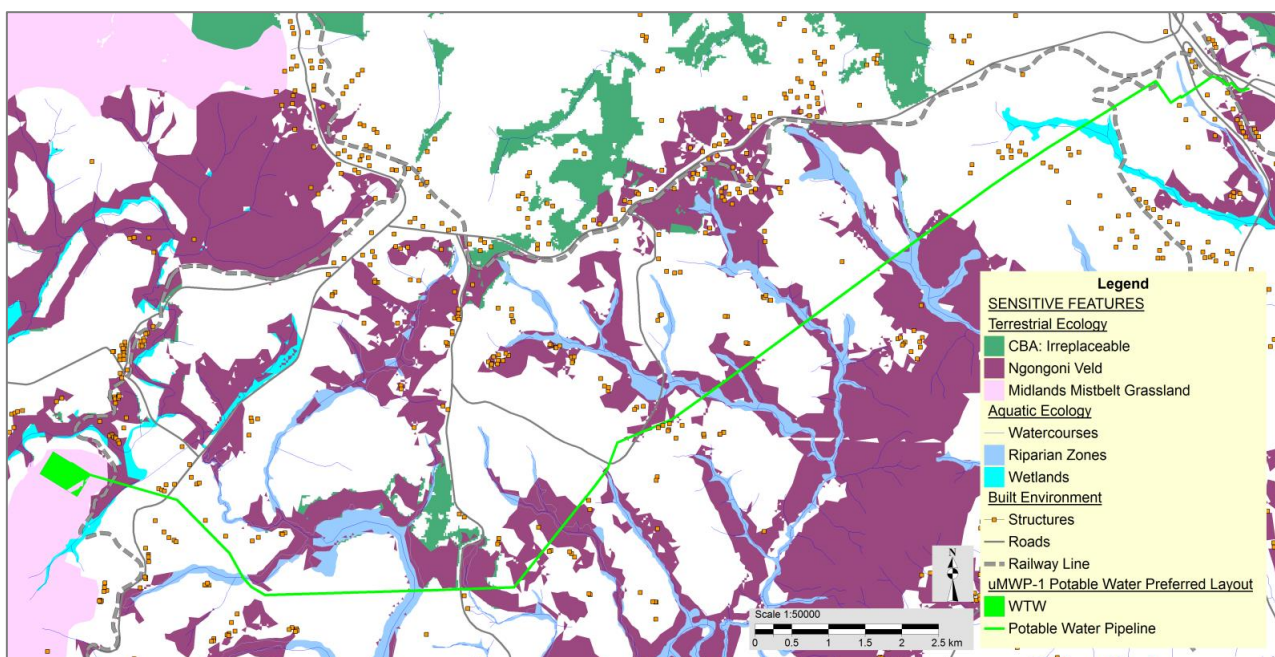 Legend
SENSITIVE FEATURES
Terrestrial Ecology
CBA: Irreplaceable
Ngongoni Veld
Midlands Mistbelt Grassland
Aquatic Ecology
Watercourses
Riparian Zones
Wetlands
Built Environment
Structures
Roads
Railway Line
uMWP-1 Potable Water Preferred Layout
WTW
Potable Water Pipeline
N
Scale 1:50000
0 0.5 1 1.5 2 2.5 km